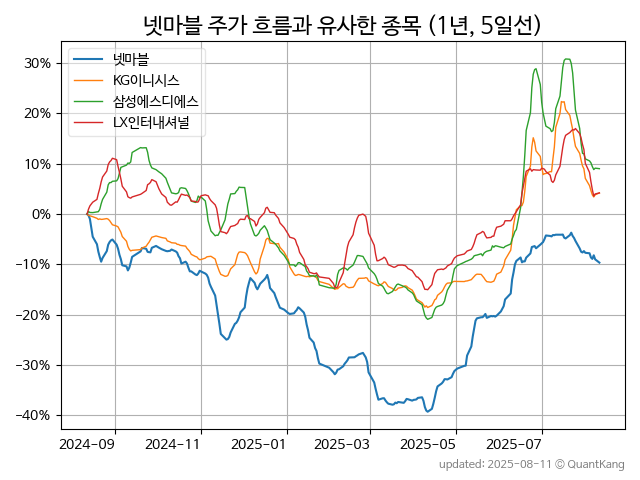 넷마블 주가 흐름과 유사한 종목 (1년, 5일선)
넷마블
KG이니시스
삼성에스디에스
LX인터내셔널
30%
20%
10%
0%
−10%
−20%
−30%
−40%
2024−09 2024−11 2025−01 2025−03 2025−05 2025−07
updated: 2025-08-11 © QuantKang